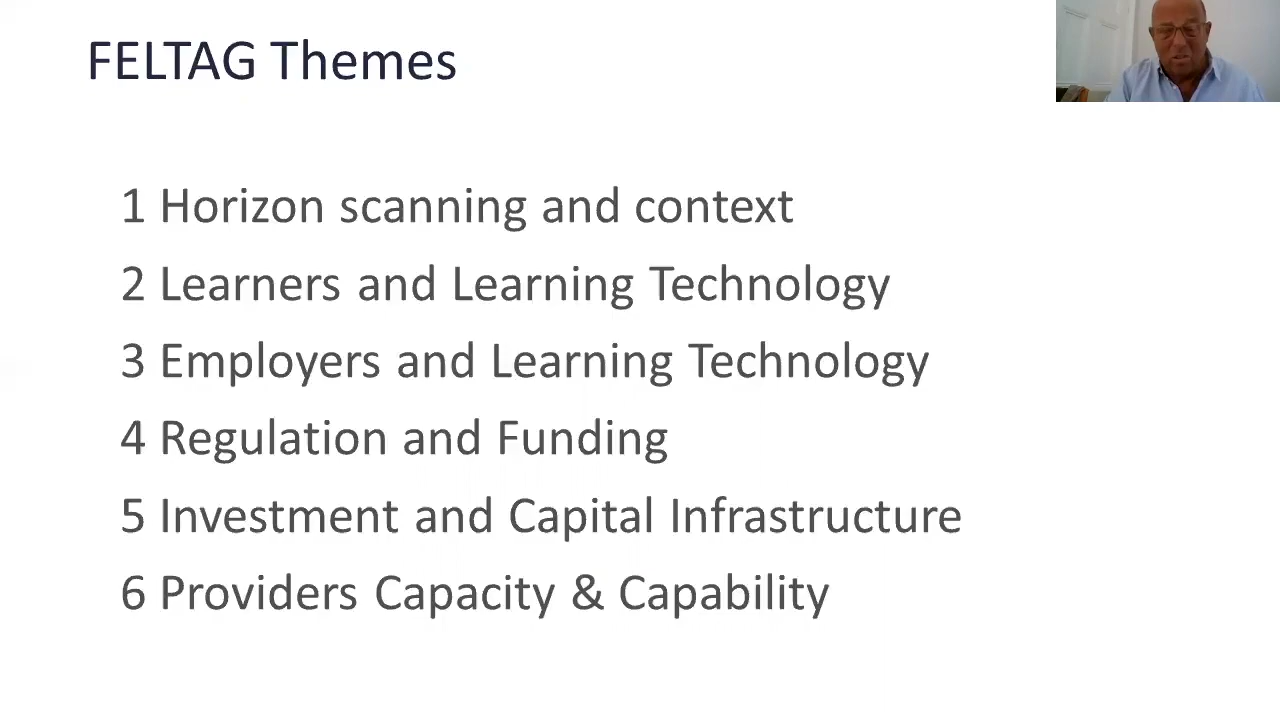 FELTAG Themes
1 Horizon scanning and context
2 Learners and Learning Technology
3 Employers and Learning Technology
4 Regulation and Funding
5 Investment and Capital Infrastructure
6 Providers Capacity & Capability